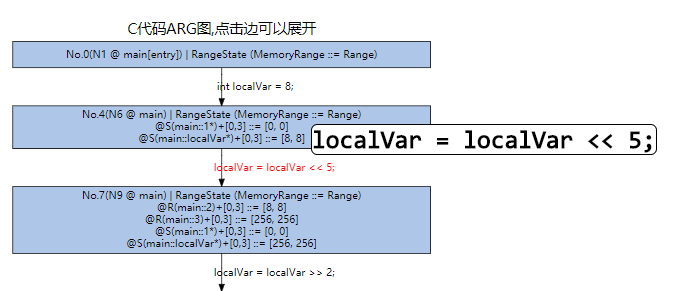 C代码ARG图,点击边可以展开
No.0(N1 @ main[entry]) | RangeState (MemoryRange ::= Range)
int localVar = 8;
No.4(N6 @ main) | RangeState (MemoryRange ::= Range)
@S(main::1*)+[0,3] ::= [0, 0]
@S(main::localVar*)+[0,3] ::= [8, 8]
localVar = localVar << 5;
localVar = localVar << 5;
No.7(N9 @ main) | RangeState (MemoryRange ::= Range)
@R(main::2)+[0,3] ::= [8, 8]
@R(main::3)+[0,3] ::= [256, 256]
@S(main::1*)+[0,3] ::= [0, 0]
@S(main::localVar*)+[0,3] ::= [256, 256]
localVar = localVar >> 2;